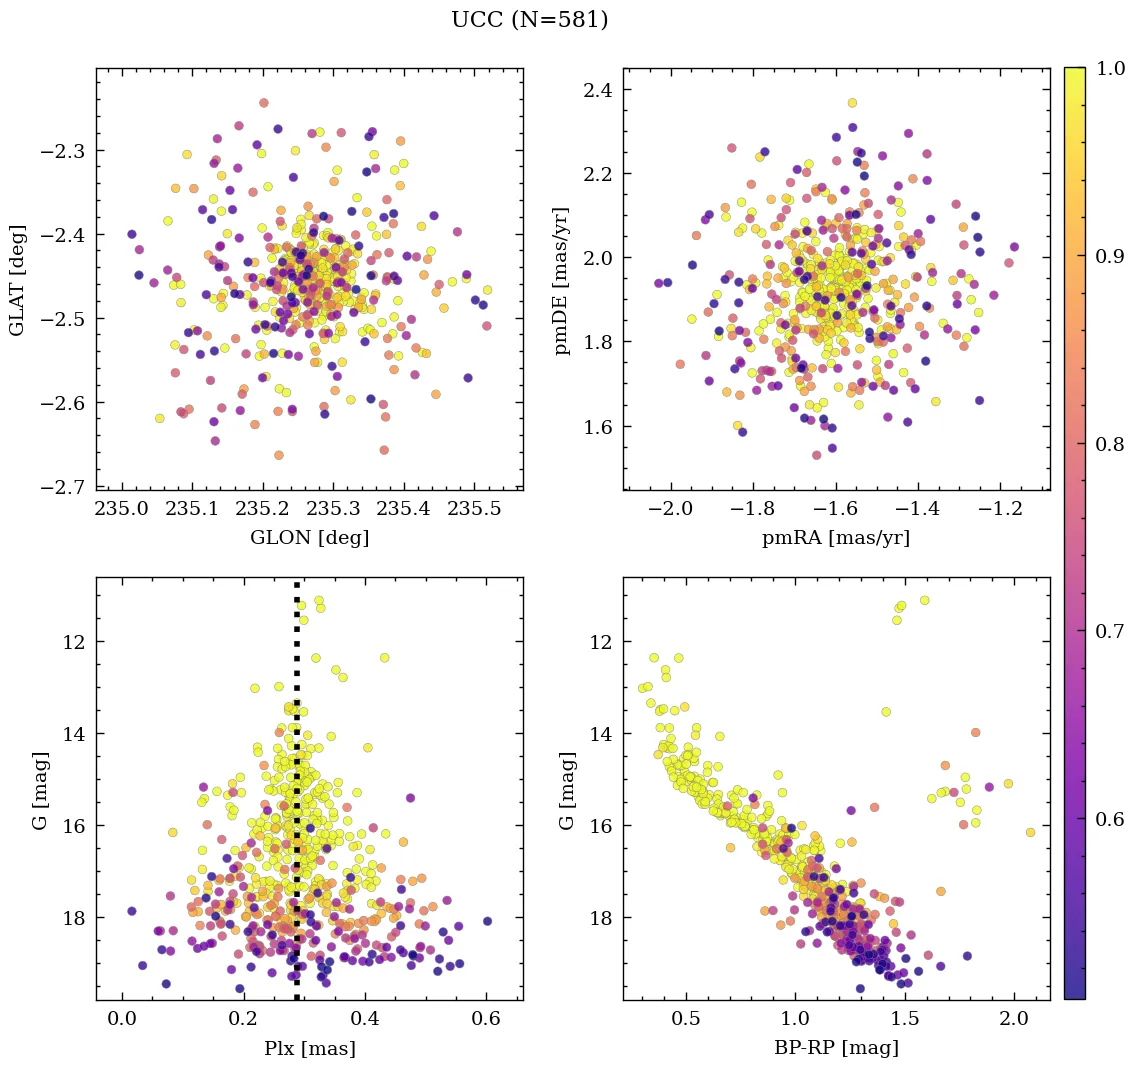 UCC (N=581)
−2.3
−2.4
−2.5
−2.6
−2.7
GLAT [deg]
235.0 235.1 235.2 235.3 235.4 235.5
GLON [deg]
2.4
2.2
2.0
1.8
1.6
pmDE [mas/yr]
−2.0 −1.8 −1.6 −1.4 −1.2
pmRA [mas/yr]
1.0
0.9
0.8
0.7
0.6
12
14
16
18
G [mag]
0.0 0.2 0.4 0.6
Plx [mas]
12
14
16
18
G [mag]
0.5 1.0 1.5 2.0
BP-RP [mag]